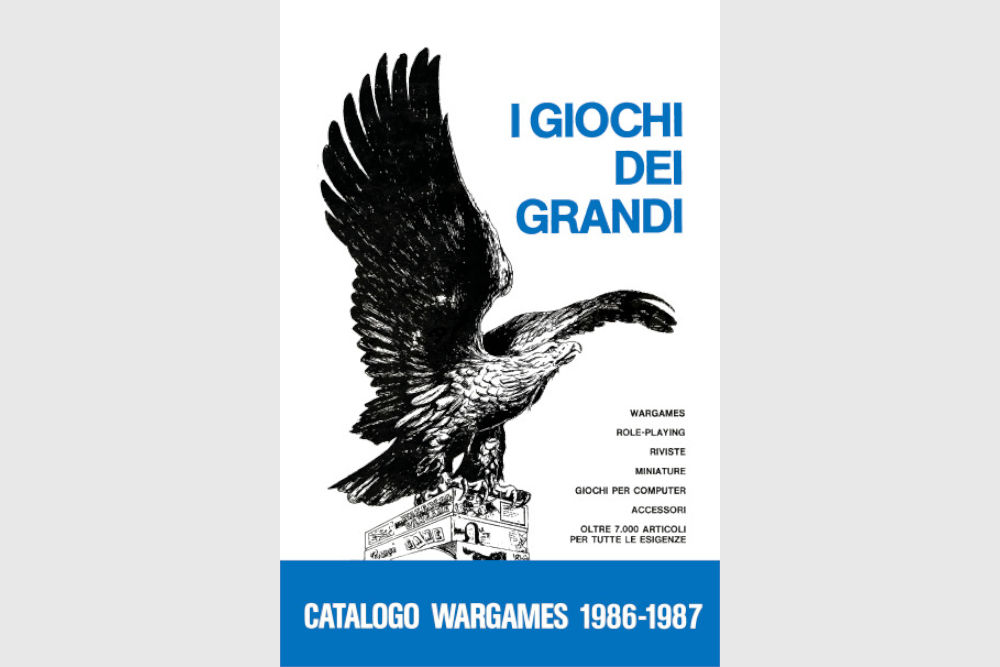 I GIOCHI
DEI
GRANDI
WARGAMES
ROLE-PLAYING
RIVISTE
MINIATURE
GIOCHI PER COMPUTER
ACCESSORI
OLTRE 7.000 ARTICOLI
PER TUTTE LE ESIGENZE
CATALOGO WARGAMES 1986-1987